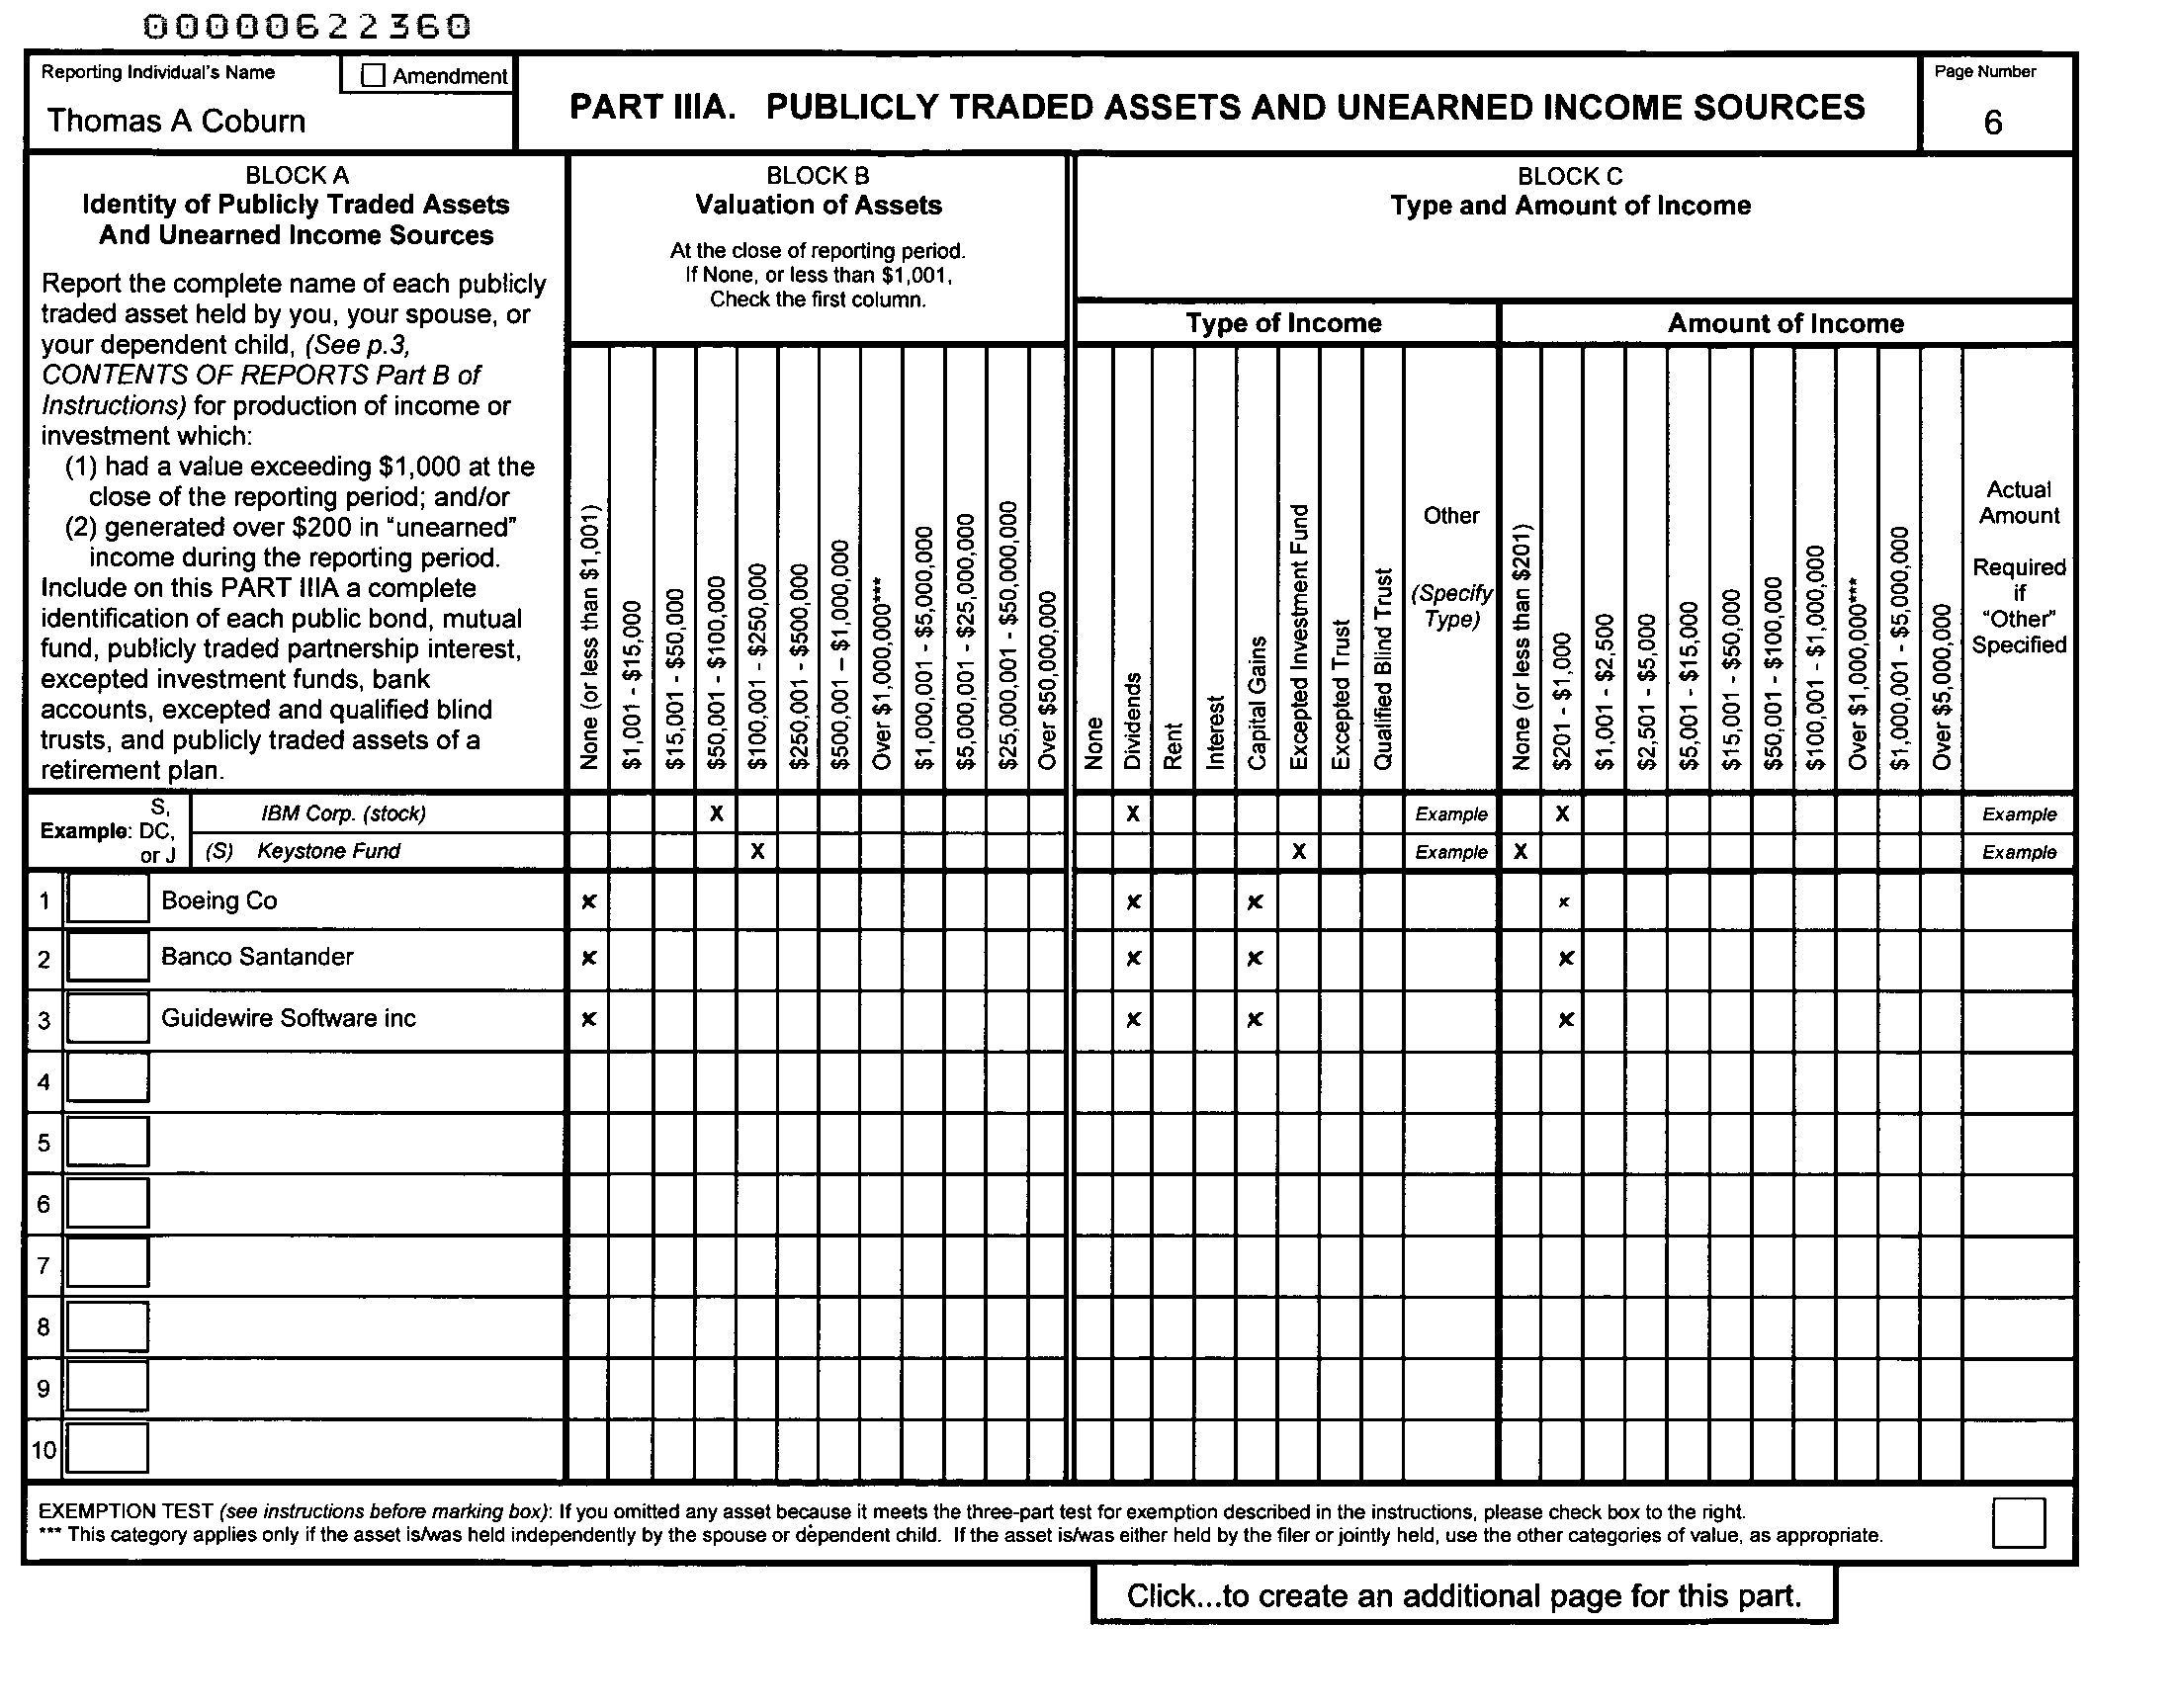 00000622360
Reporting Individual's Name
Amendment
Thomas A Coburn
PART IIIA. PUBLICLY TRADED ASSETS AND UNEARNED INCOME SOURCES
Page Number
6
BLOCK A
Identity of Publicly Traded Assets
And Unearned Income Sources
Report the complete name of each publicly
traded asset held by you, your spouse, or
your dependent child, (See p.3,
CONTENTS OF REPORTS Part B of
Instructions) for production of income or
investment which:
(1) had a value exceeding $1,000 at the
close of the reporting period; and/or
(2) generated over $200 in "unearned"
income during the reporting period.
Include on this PART IIIA a complete
identification of each public bond, mutual
fund, publicly traded partnership interest,
excepted investment funds, bank
accounts, excepted and qualified blind
trusts, and publicly traded assets of a
retirement plan.
BLOCK B
Valuation of Assets
At the close of reporting period.
If None, or less than $1,001,
Check the first column.
None (or less than $1,001)
$1,001 - $15,000
$15,001 - $50,000
$50,001 - $100,000
$100,001 - $250,000
$250,001 - $500,000
$500,001 – $1,000,000
Over $1,000,000***
$1,000,001 - $5,000,000
$5,000,001 - $25,000,000
$25,000,001 - $50,000,000
Over $50,000,000
BLOCK C
Type and Amount of Income
Type of Income
None
Dividends
Rent
Interest
Capital Gains
Excepted Investment Fund
Excepted Trust
Qualified Blind Trust
Other
(Specify
Type)
Amount of Income
None (or less than $201)
$201 - $1,000
$1,001 - $2,500
$2,501 - $5,000
$5,001 - $15,000
$15,001 - $50,000
$50,001 - $100,000
$100,001 - $1,000,000
Over $1,000,000***
$1,000,001 - $5,000,000
Over $5,000,000
Actual
Amount
Required
if
"Other"
Specified
Example: S, DC, or J
IBM Corp. (stock) X X Example X Example
(S) Keystone Fund X X Example X Example
1 Boeing Co x x x x
2 Banco Santander x x x x
3 Guidewire Software inc x x x x
4
5
6
7
8
9
10
EXEMPTION TEST (see instructions before marking box): If you omitted any asset because it meets the three-part test for exemption described in the instructions, please check box to the right.
*** This category applies only if the asset is/was held independently by the spouse or dependent child. If the asset is/was either held by the filer or jointly held, use the other categories of value, as appropriate.
Click...to create an additional page for this part.